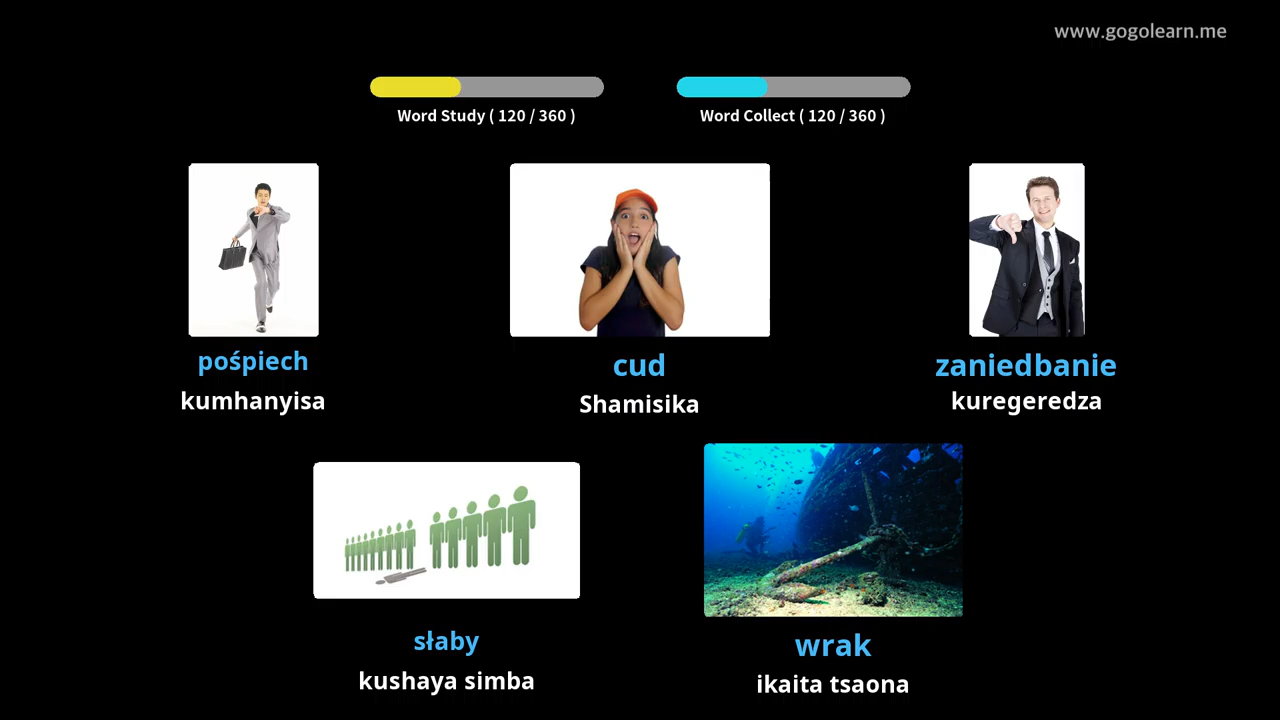 www.gogolearn.me
Word Study ( 120 / 360 )
Word Collect ( 120 / 360 )
pośpiech
kumhanyisa
cud
Shamisika
zaniedbanie
kuregeredza
słaby
kushaya simba
wrak
ikaita tsaona